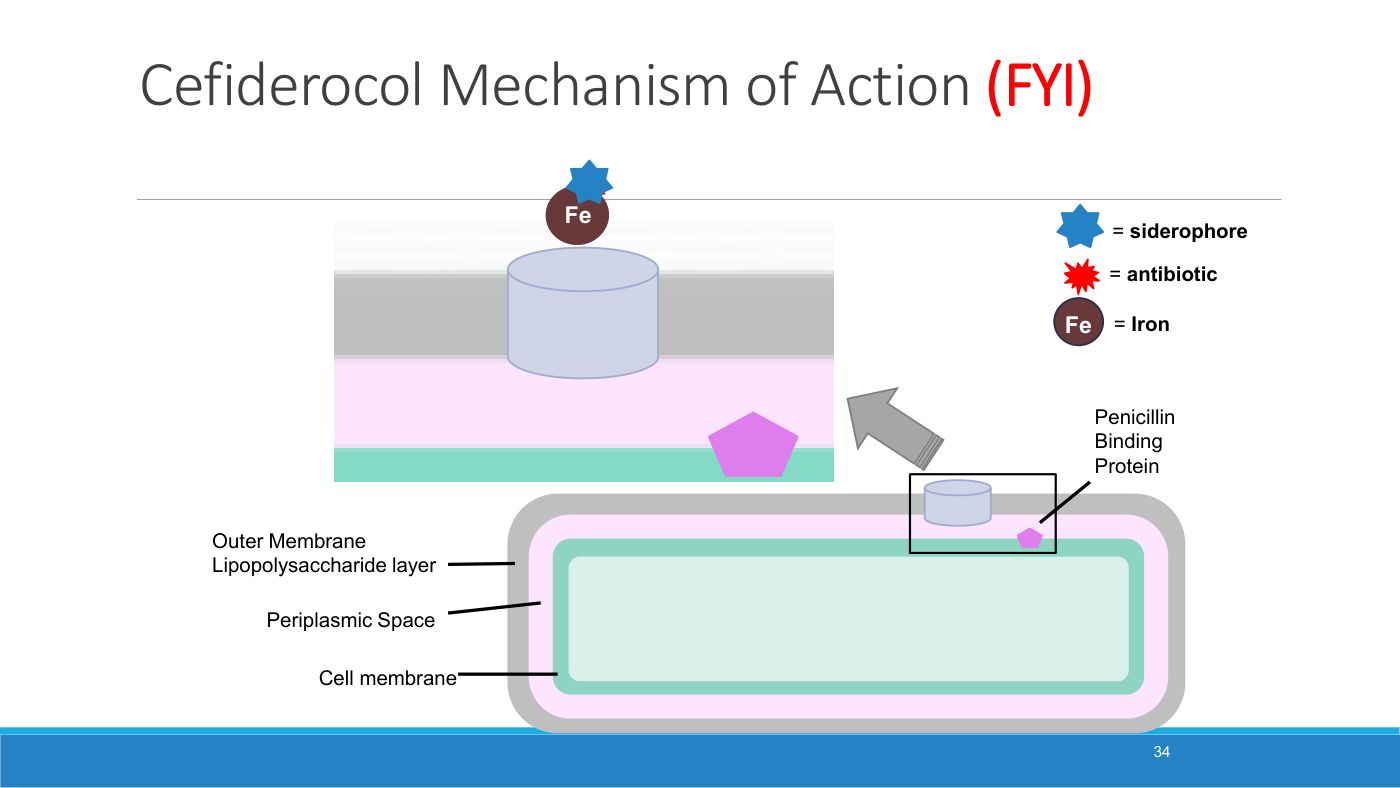 Cefiderocol Mechanism of Action (FYI)
Fe
= siderophore
= antibiotic
Fe = Iron
Penicillin
Binding
Protein
Outer Membrane
Lipopolysaccharide layer
Periplasmic Space
Cell membrane
34